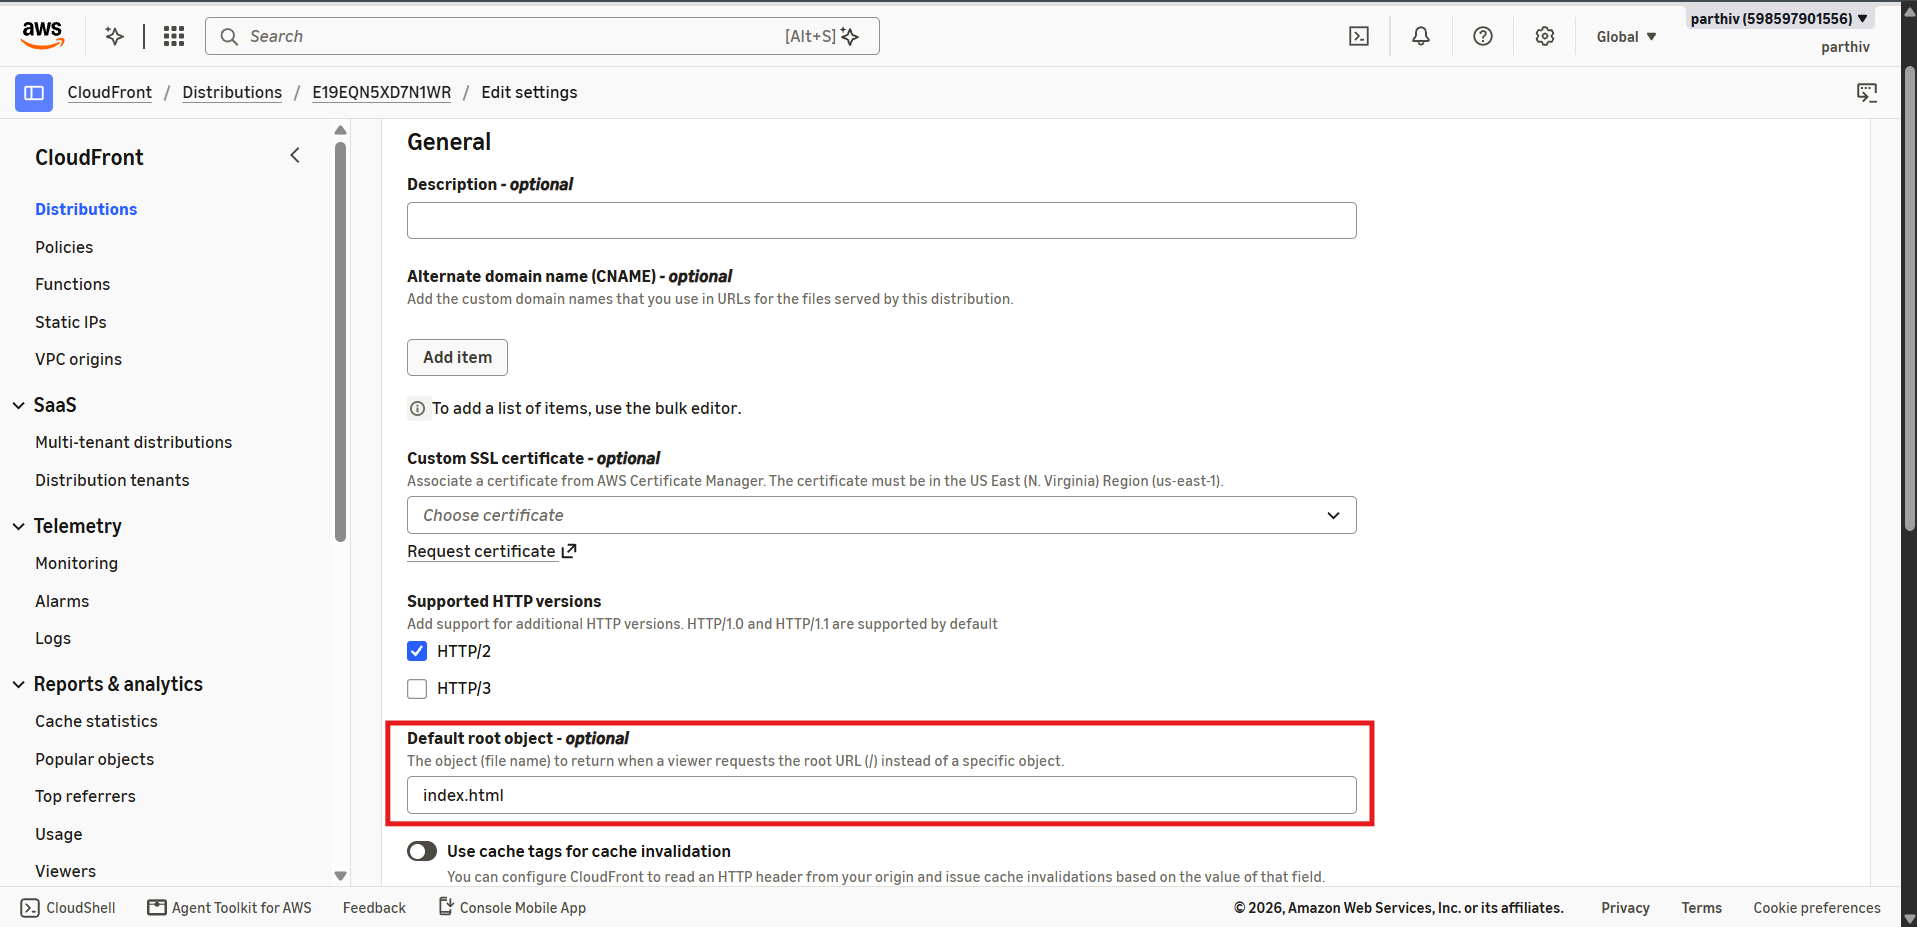 aws
Search [Alt+S]
Global
parthiv (598597901556)
parthiv
CloudFront / Distributions / E19EQN5XD7N1WR / Edit settings
CloudFront
Distributions
Policies
Functions
Static IPs
VPC origins
SaaS
Multi-tenant distributions
Distribution tenants
Telemetry
Monitoring
Alarms
Logs
Reports & analytics
Cache statistics
Popular objects
Top referrers
Usage
Viewers
General
Description - optional
Alternate domain name (CNAME) - optional
Add the custom domain names that you use in URLs for the files served by this distribution.
Add item
To add a list of items, use the bulk editor.
Custom SSL certificate - optional
Associate a certificate from AWS Certificate Manager. The certificate must be in the US East (N. Virginia) Region (us-east-1).
Choose certificate
Request certificate
Supported HTTP versions
Add support for additional HTTP versions. HTTP/1.0 and HTTP/1.1 are supported by default
HTTP/2
HTTP/3
Default root object - optional
The object (file name) to return when a viewer requests the root URL (/) instead of a specific object.
index.html
Use cache tags for cache invalidation
You can configure CloudFront to read an HTTP header from your origin and issue cache invalidations based on the value of that field.
CloudShell
Agent Toolkit for AWS
Feedback
Console Mobile App
© 2026, Amazon Web Services, Inc. or its affiliates.
Privacy
Terms
Cookie preferences